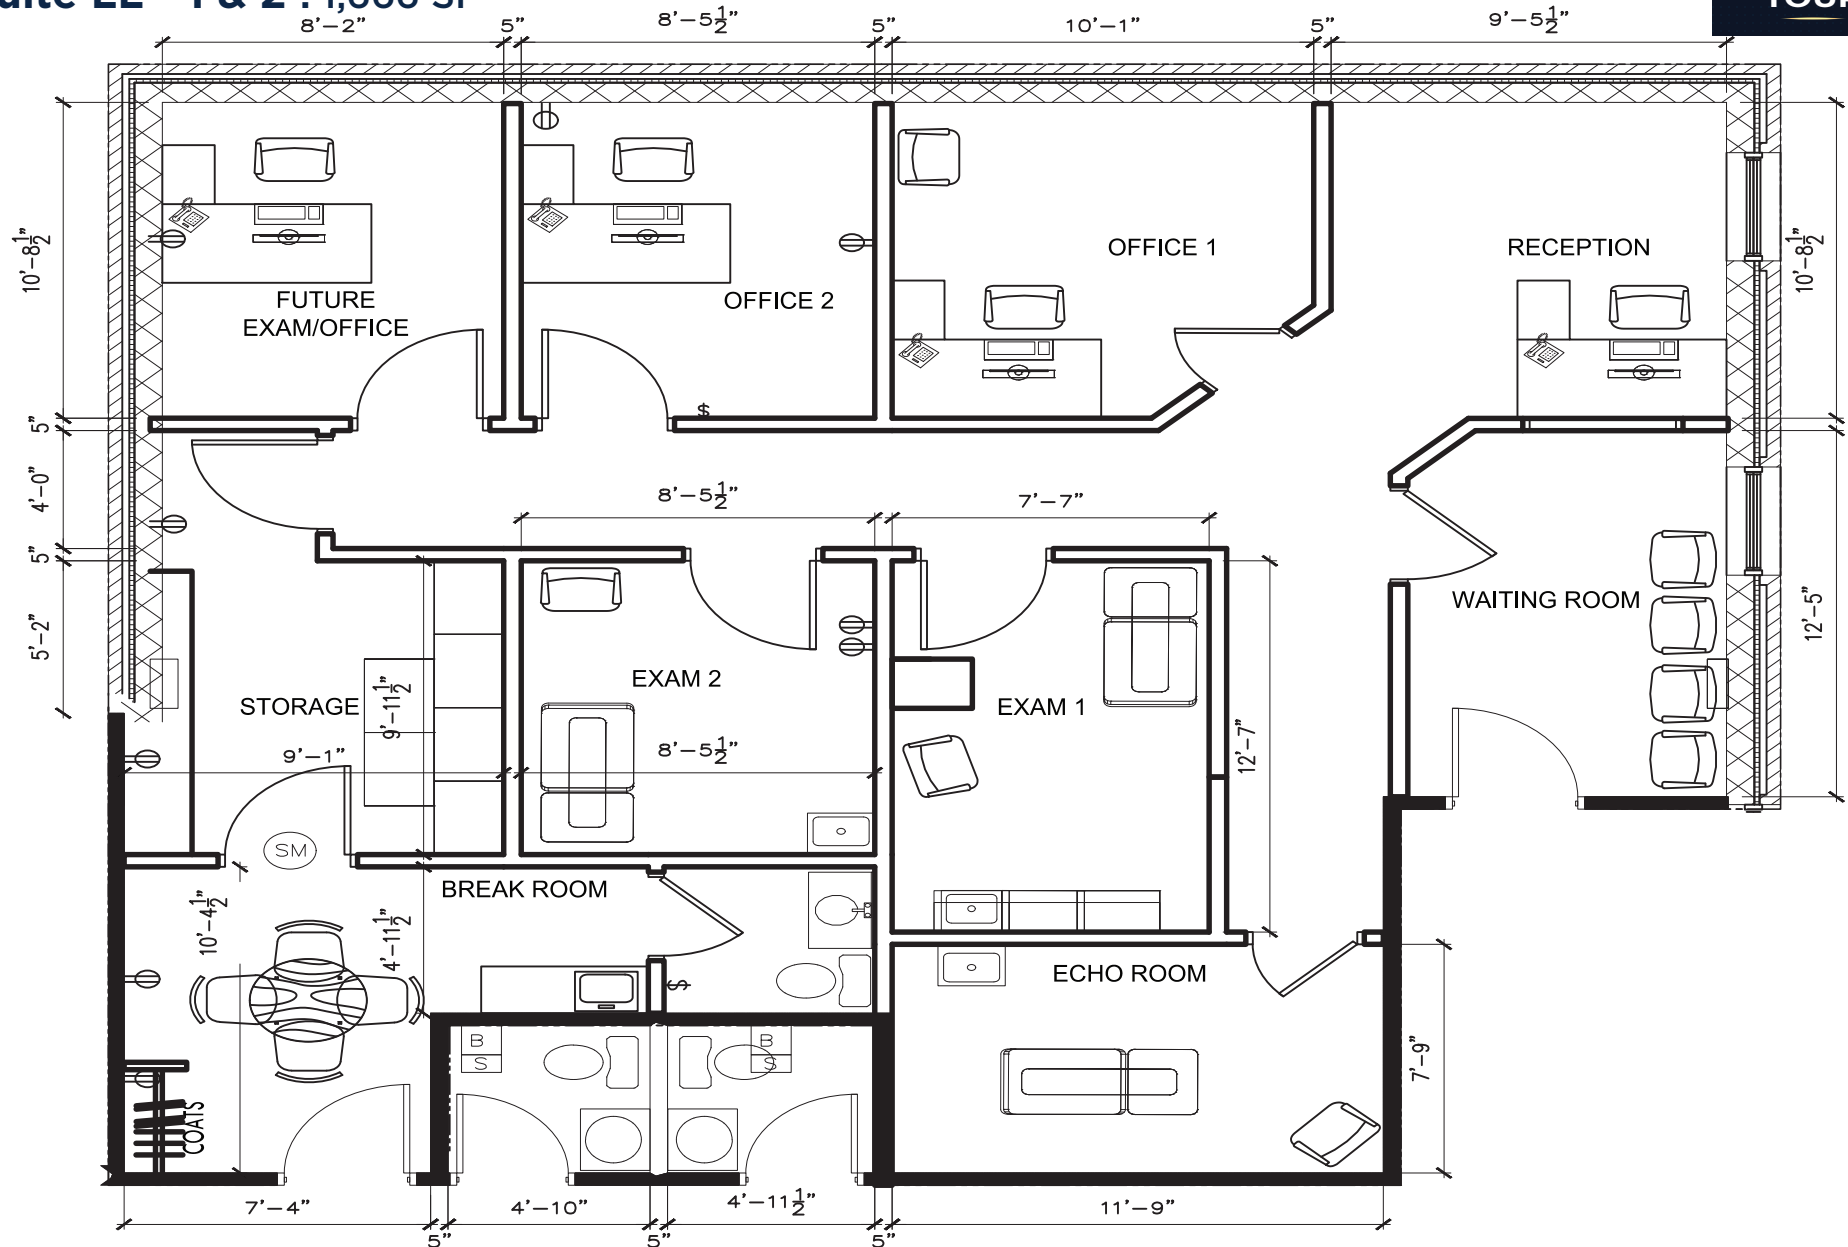 8'-2"
5"
8'-5½"
5"
10'-1"
5"
9'-5½"
10'-8½"
10'-8½"
OFFICE 1
RECEPTION
FUTURE
EXAM/OFFICE
OFFICE 2
$
5"
4'-0"
8'-5½"
7'-7"
5"
5'-2"
WAITING ROOM
12'-5"
EXAM 2
STORAGE
9'-11½"
EXAM 1
9'-1"
8'-5½"
12'-7"
SM
BREAK ROOM
10'-4½"
4'-11½"
ECHO ROOM
$
B
S
B
S
7'-9"
COATS
7'-4"
4'-10"
4'-11½"
11'-9"
5"
5"
5"